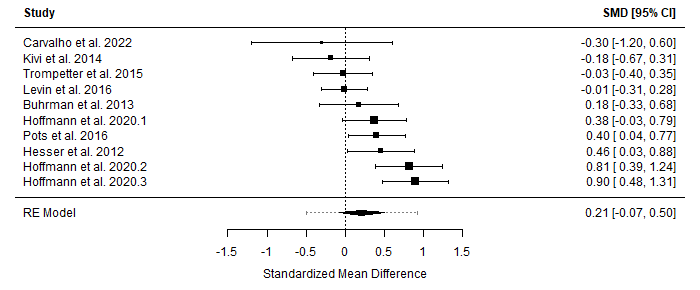 Study SMD [95% CI]
Carvalho et al. 2022 -0.30 [-1.20, 0.60]
Kivi et al. 2014 -0.18 [-0.67, 0.31]
Trompetter et al. 2015 -0.03 [-0.40, 0.35]
Levin et al. 2016 -0.01 [-0.31, 0.28]
Buhrman et al. 2013 0.18 [-0.33, 0.68]
Hoffmann et al. 2020.1 0.38 [-0.03, 0.79]
Pots et al. 2016 0.40 [ 0.04, 0.77]
Hesser et al. 2012 0.46 [ 0.03, 0.88]
Hoffmann et al. 2020.2 0.81 [ 0.39, 1.24]
Hoffmann et al. 2020.3 0.90 [ 0.48, 1.31]
RE Model 0.21 [-0.07, 0.50]
-1.5 -1 -0.5 0 0.5 1 1.5
Standardized Mean Difference